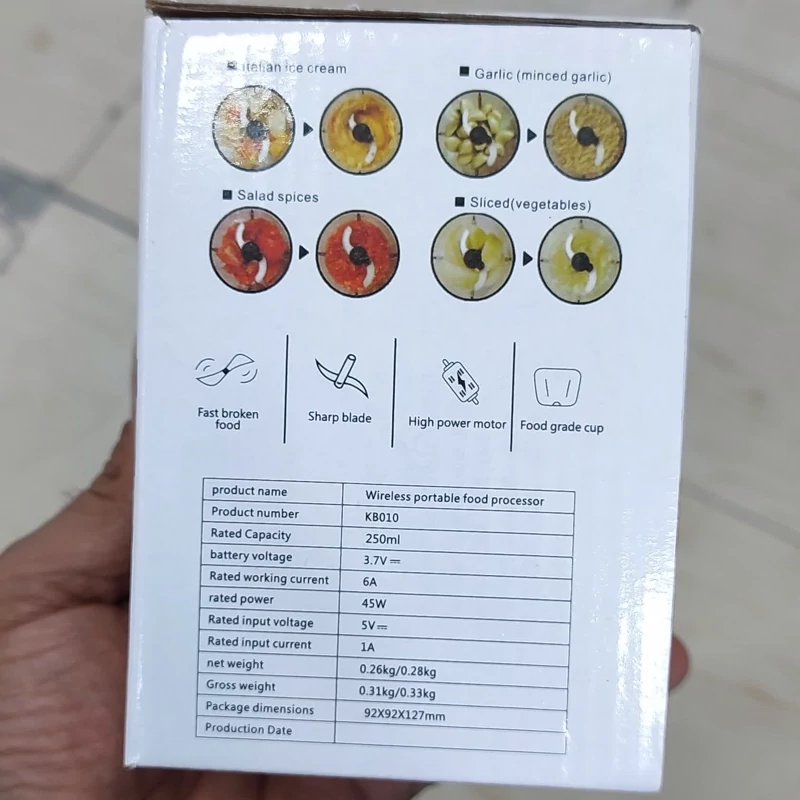 Italian ice cream
Garlic (minced garlic)
Salad spices
Sliced(vegetables)
Fast broken
food
Sharp blade
High power motor
Food grade cup
product name Wireless portable food processor
Product number KB010
Rated Capacity 250ml
battery voltage 3.7V⎓
Rated working current 6A
rated power 45W
Rated input voltage 5V⎓
Rated input current 1A
net weight 0.26kg/0.28kg
Gross weight 0.31kg/0.33kg
Package dimensions 92X92X127mm
Production Date